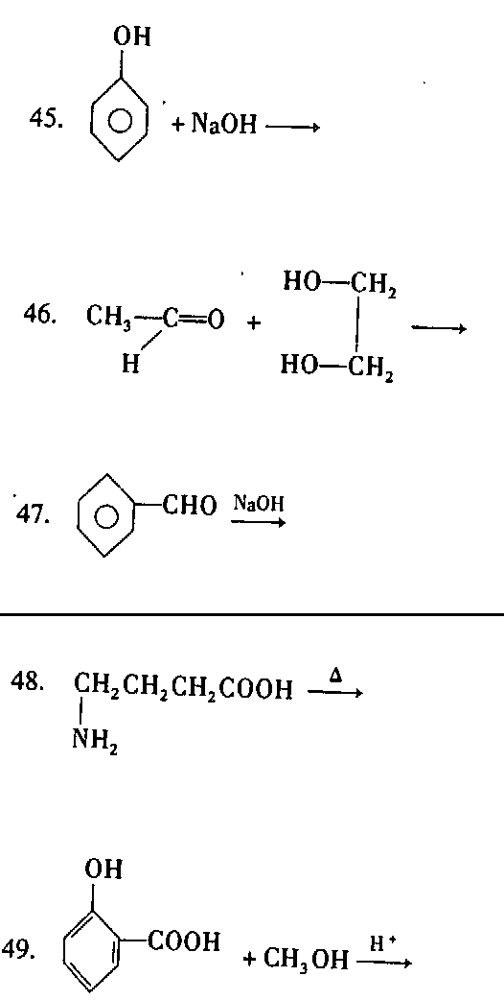 OH
45. + NaOH ⟶
HO—CH₂
46. CH₃—C=O + ⟶
H HO—CH₂
47. —CHO NaOH ⟶
48. CH₂CH₂CH₂COOH Δ ⟶
NH₂
OH
49. —COOH + CH₃OH H⁺ ⟶